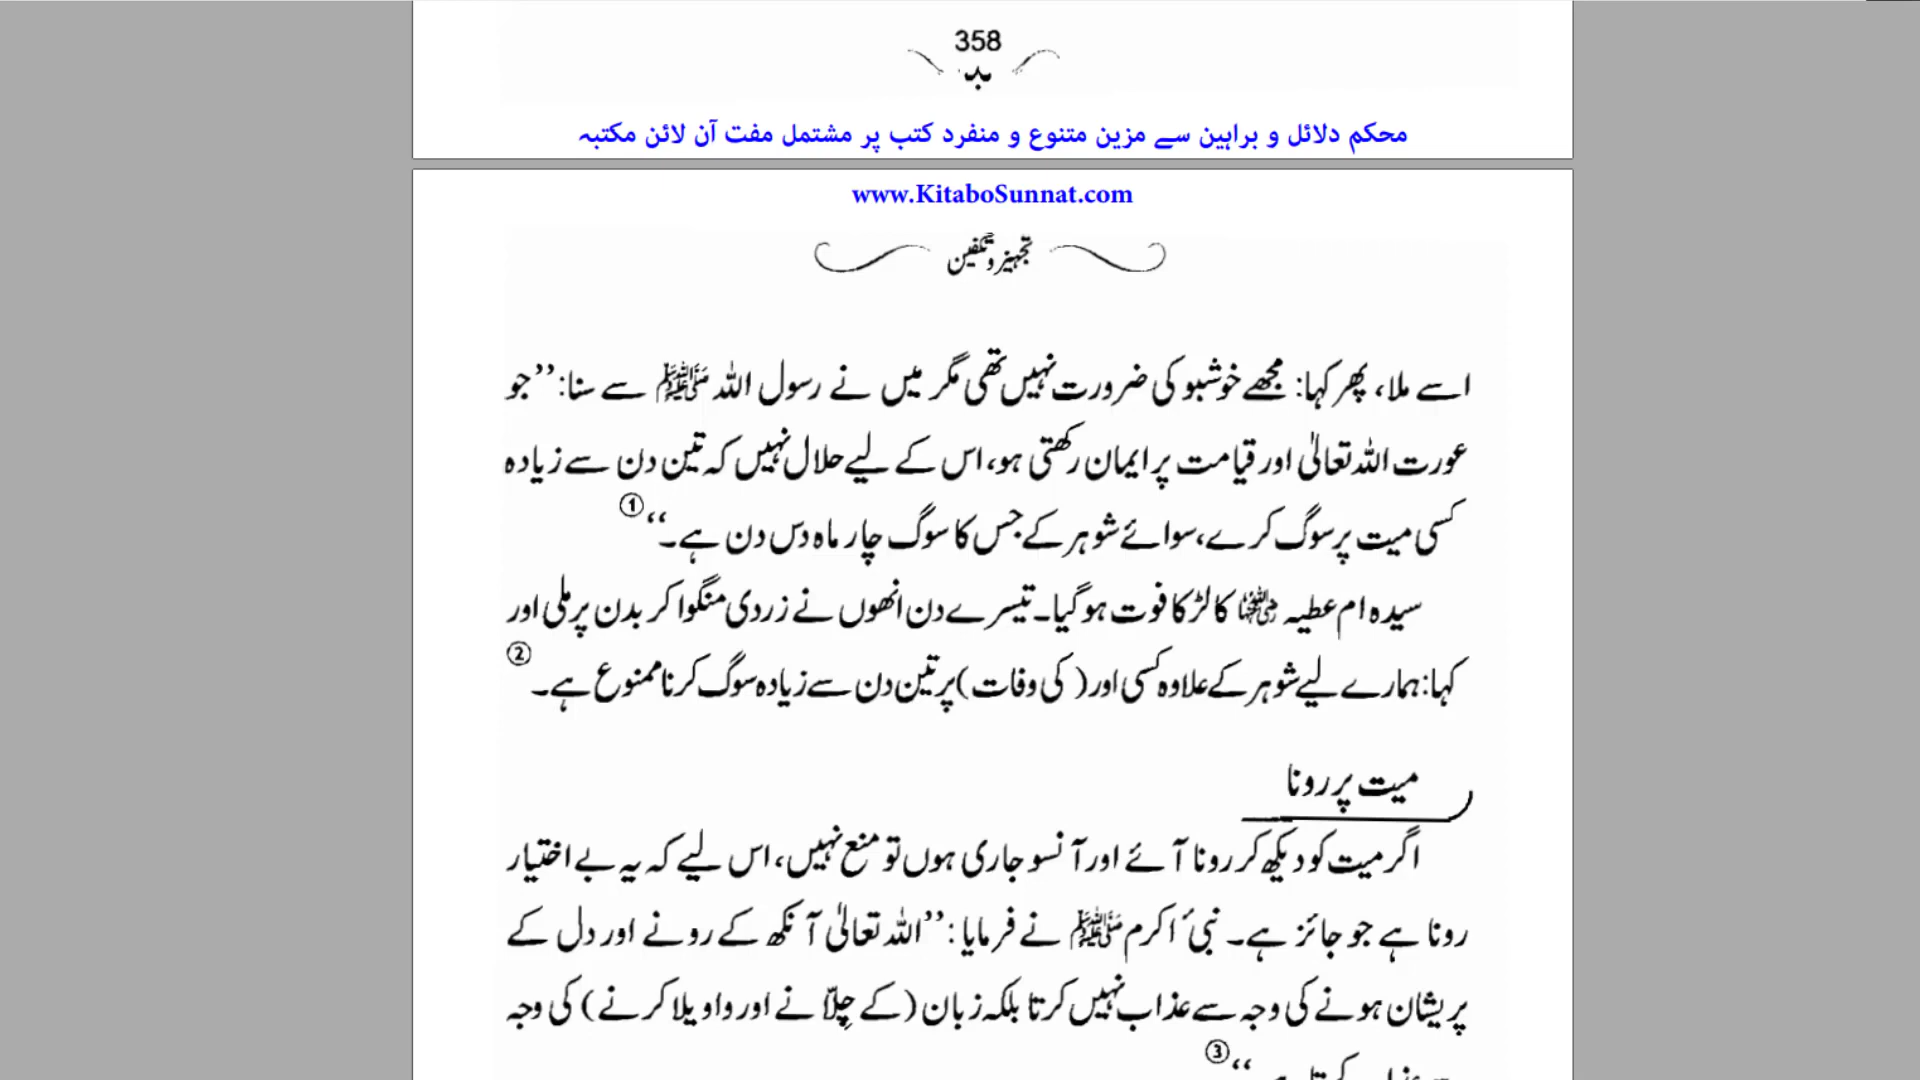 358
محکم دلائل و براہین سے مزین متنوع و منفرد کتب پر مشتمل مفت آن لائن مکتبہ
www.KitaboSunnat.com
تجہیز و تکفین
اسے ملا، پھر کہا: مجھے خوشبو کی ضرورت نہیں تھی مگر میں نے رسول اللہ ﷺ سے سنا: ’’جو
عورت اللہ تعالیٰ اور قیامت پر ایمان رکھتی ہو، اس کے لیے حلال نہیں کہ تین دن سے زیادہ
کسی میت پر سوگ کرے، سوائے شوہر کے جس کا سوگ چار ماہ دس دن ہے۔‘‘ ①
سیدہ ام عطیہ رضی اللہ عنہا کا لڑکا فوت ہوگیا۔ تیسرے دن انھوں نے زردی منگوا کر بدن پر ملی اور
کہا: ہمارے لیے شوہر کے علاوہ کسی اور (کی وفات) پر تین دن سے زیادہ سوگ کرنا ممنوع ہے۔ ②
میت پر رونا
اگر میت کو دیکھ کر رونا آئے اور آنسو جاری ہوں تو منع نہیں، اس لیے کہ یہ بے اختیار
رونا ہے جو جائز ہے۔ نبیٔ اکرم ﷺ نے فرمایا: ’’اللہ تعالیٰ آنکھ کے رونے اور دل کے
پریشان ہونے کی وجہ سے عذاب نہیں کرتا بلکہ زبان (کے چِلّانے اور واویلا کرنے) کی وجہ
‘‘ ③